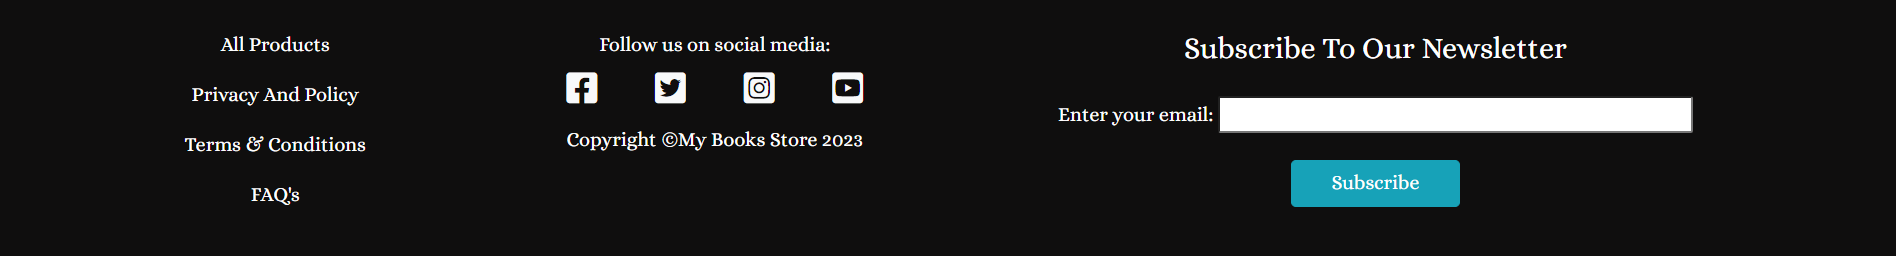 All Products
Privacy And Policy
Terms & Conditions
FAQ's
Follow us on social media:
Copyright ©My Books Store 2023
Subscribe To Our Newsletter
Enter your email:
Subscribe